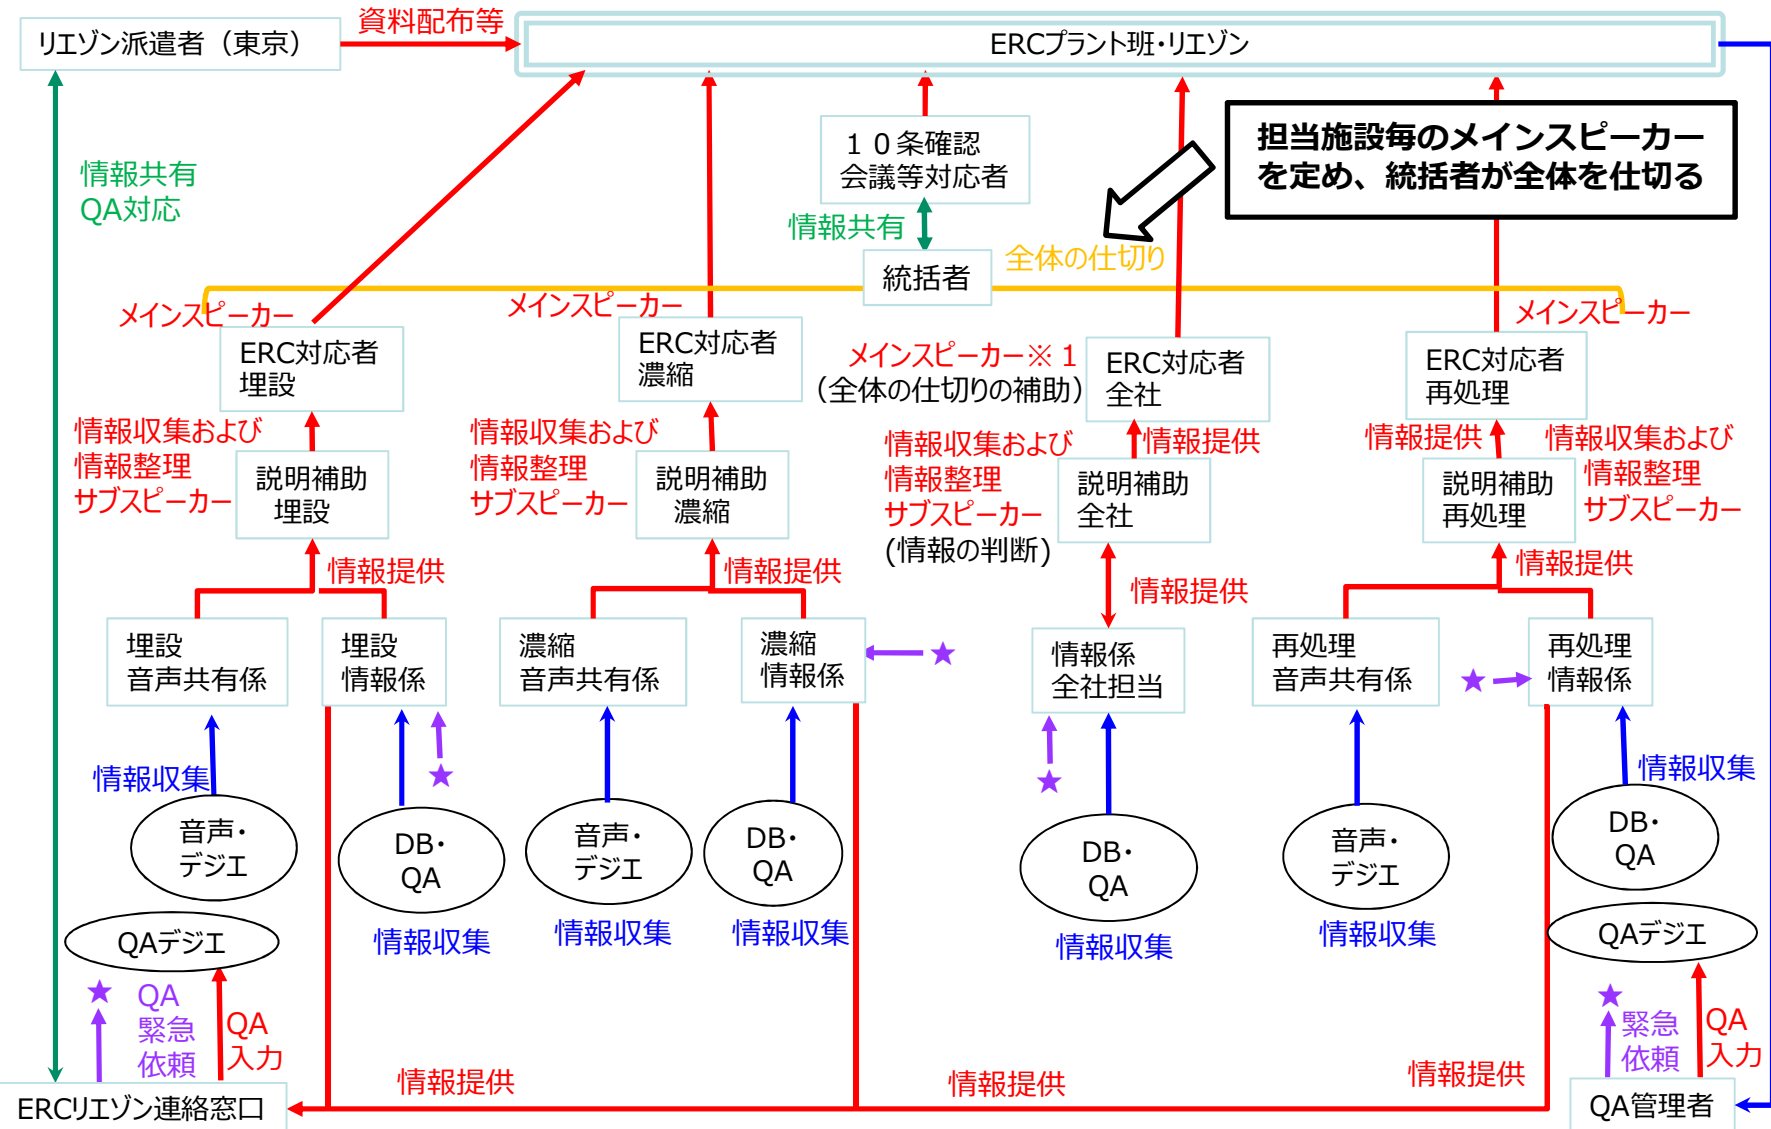 リエゾン派遣者（東京）
資料配布等
ERCプラント班・リエゾン
１０条確認
会議等対応者
担当施設毎のメインスピーカー
を定め、統括者が全体を仕切る
情報共有
QA対応
情報共有
全体の仕切り
統括者
メインスピーカー
メインスピーカー
メインスピーカー※１
（全体の仕切りの補助）
メインスピーカー
ERC対応者
埋設
ERC対応者
濃縮
ERC対応者
全社
ERC対応者
再処理
情報収集および
情報整理
サブスピーカー
説明補助
埋設
情報収集および
情報整理
サブスピーカー
説明補助
濃縮
情報収集および
情報整理
サブスピーカー
(情報の判断)
情報提供
説明補助
全社
情報提供
説明補助
再処理
情報収集および
情報整理
サブスピーカー
情報提供
情報提供
情報提供
情報提供
埋設
音声共有係
埋設
情報係
濃縮
音声共有係
濃縮
情報係
★
情報係
全社担当
再処理
音声共有係
★
再処理
情報係
★
★
情報収集
情報収集
音声・
デジエ
DB・
QA
音声・
デジエ
DB・
QA
DB・
QA
音声・
デジエ
DB・
QA
情報収集
情報収集
情報収集
情報収集
情報収集
QAデジエ
QAデジエ
★
QA
緊急
依頼
QA
入力
★
緊急
依頼
QA
入力
情報提供
情報提供
情報提供
ERCリエゾン連絡窓口
QA管理者